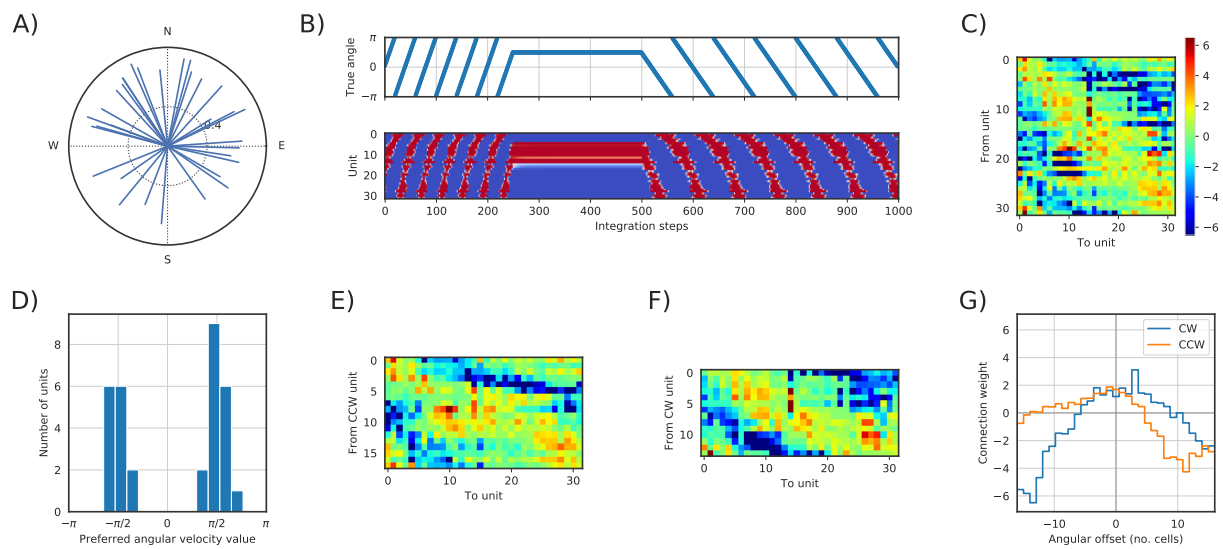 A)
N
W
E
S
0.4
B)
True angle
π
0
−π
Unit
0
10
20
30
0 100 200 300 400 500 600 700 800 900 1000
Integration steps
C)
From unit
0
10
20
30
0 10 20 30
To unit
6
4
2
0
−2
−4
−6
D)
Number of units
8
6
4
2
0
−π −π/2 0 π/2 π
Preferred angular velocity value
E)
From CCW unit
0
5
10
15
0 10 20 30
To unit
F)
From CW unit
0
5
10
0 10 20 30
To unit
G)
Connection weight
6
4
2
0
−2
−4
−6
CW
CCW
−10 0 10
Angular offset (no. cells)